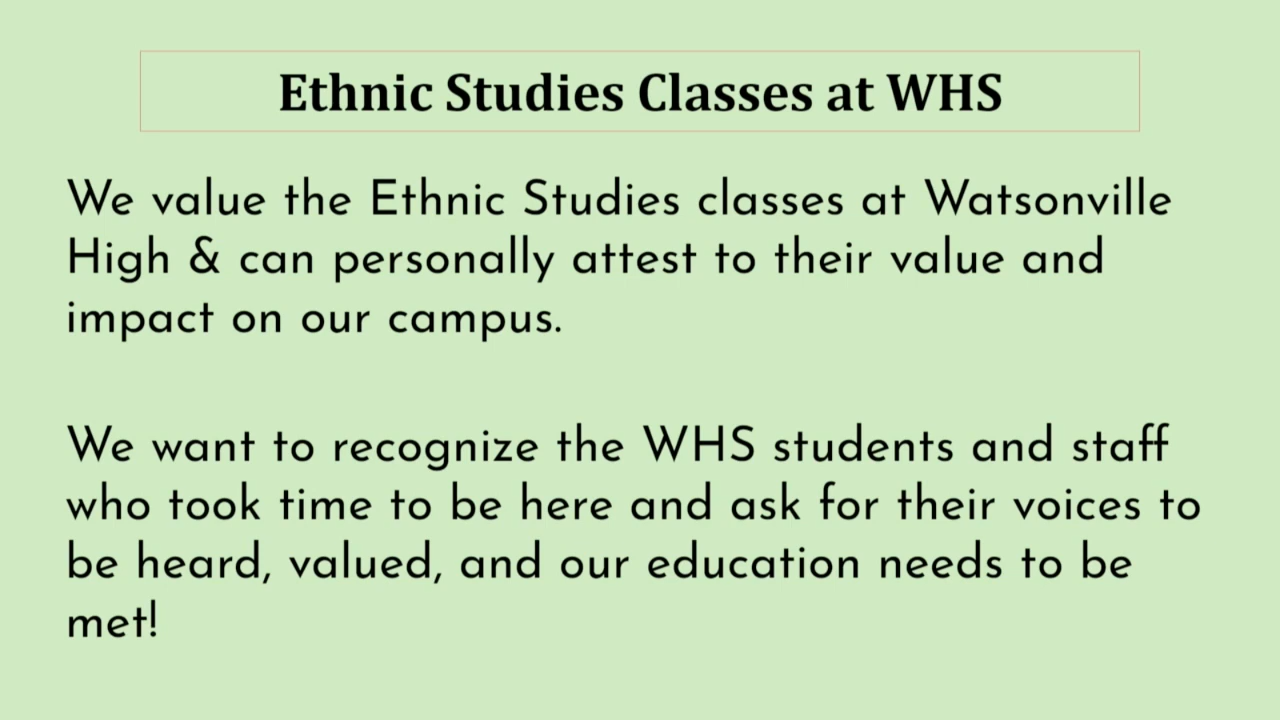 Ethnic Studies Classes at WHS
We value the Ethnic Studies classes at Watsonville
High & can personally attest to their value and
impact on our campus.
We want to recognize the WHS students and staff
who took time to be here and ask for their voices to
be heard, valued, and our education needs to be
met!